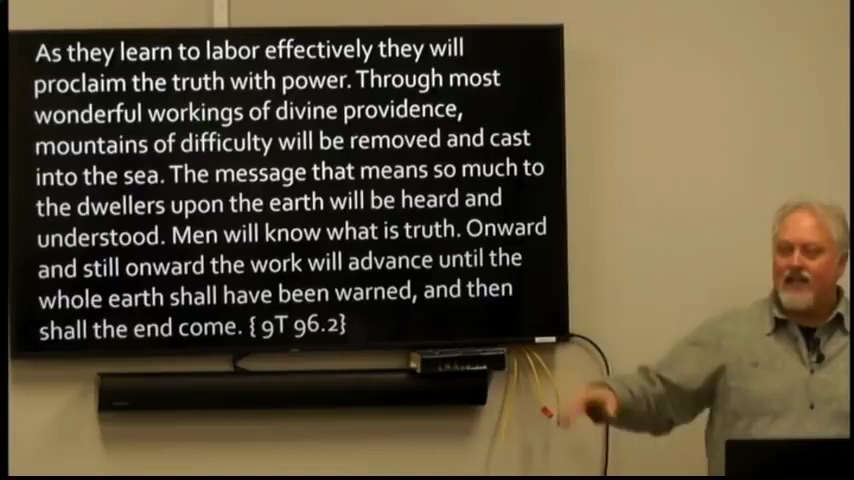 As they learn to labor effectively they will
proclaim the truth with power. Through most
wonderful workings of divine providence,
mountains of difficulty will be removed and cast
into the sea. The message that means so much to
the dwellers upon the earth will be heard and
understood. Men will know what is truth. Onward
and still onward the work will advance until the
whole earth shall have been warned, and then
shall the end come. { 9T 96.2}